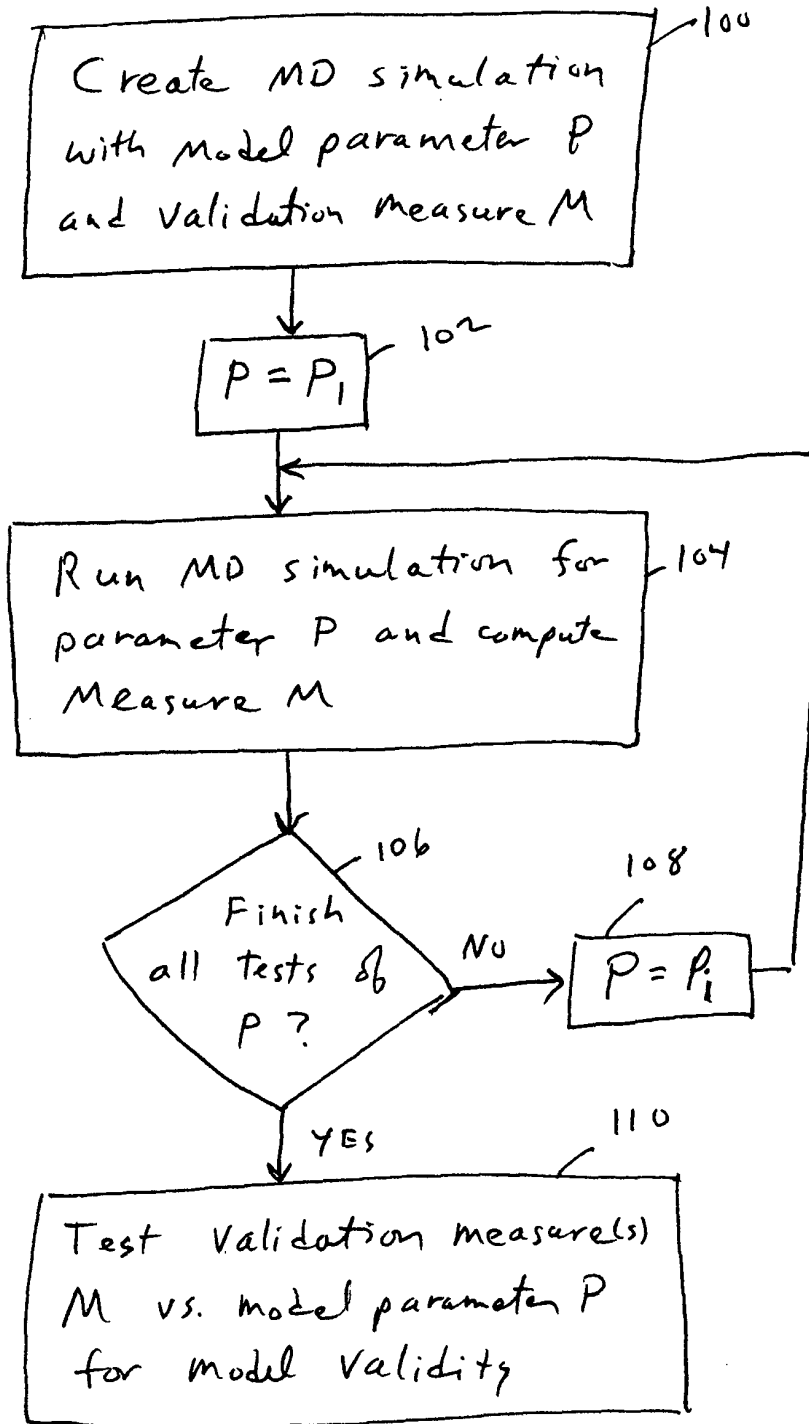 100
Create MD simulation
with Model parameter P
and Validation Measure M
102
P = P1
Run MD simulation for
parameter P and compute
Measure M
104
106
Finish
all tests of
P ?
NO
108
P = Pi
YES
110
Test Validation measure(s)
M vs. model parameter P
for model Validity